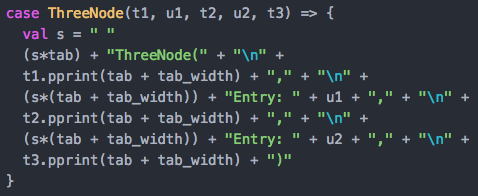 case ThreeNode(t1, u1, t2, u2, t3) => {
  val s = " "
  (s*tab) + "ThreeNode(" + "\n" +
  t1.pprint(tab + tab_width) + "," + "\n" +
  (s*(tab + tab_width)) + "Entry: " + u1 + "," + "\n" +
  t2.pprint(tab + tab_width) + "," + "\n" +
  (s*(tab + tab_width)) + "Entry: " + u2 + "," + "\n" +
  t3.pprint(tab + tab_width) + ")"
}